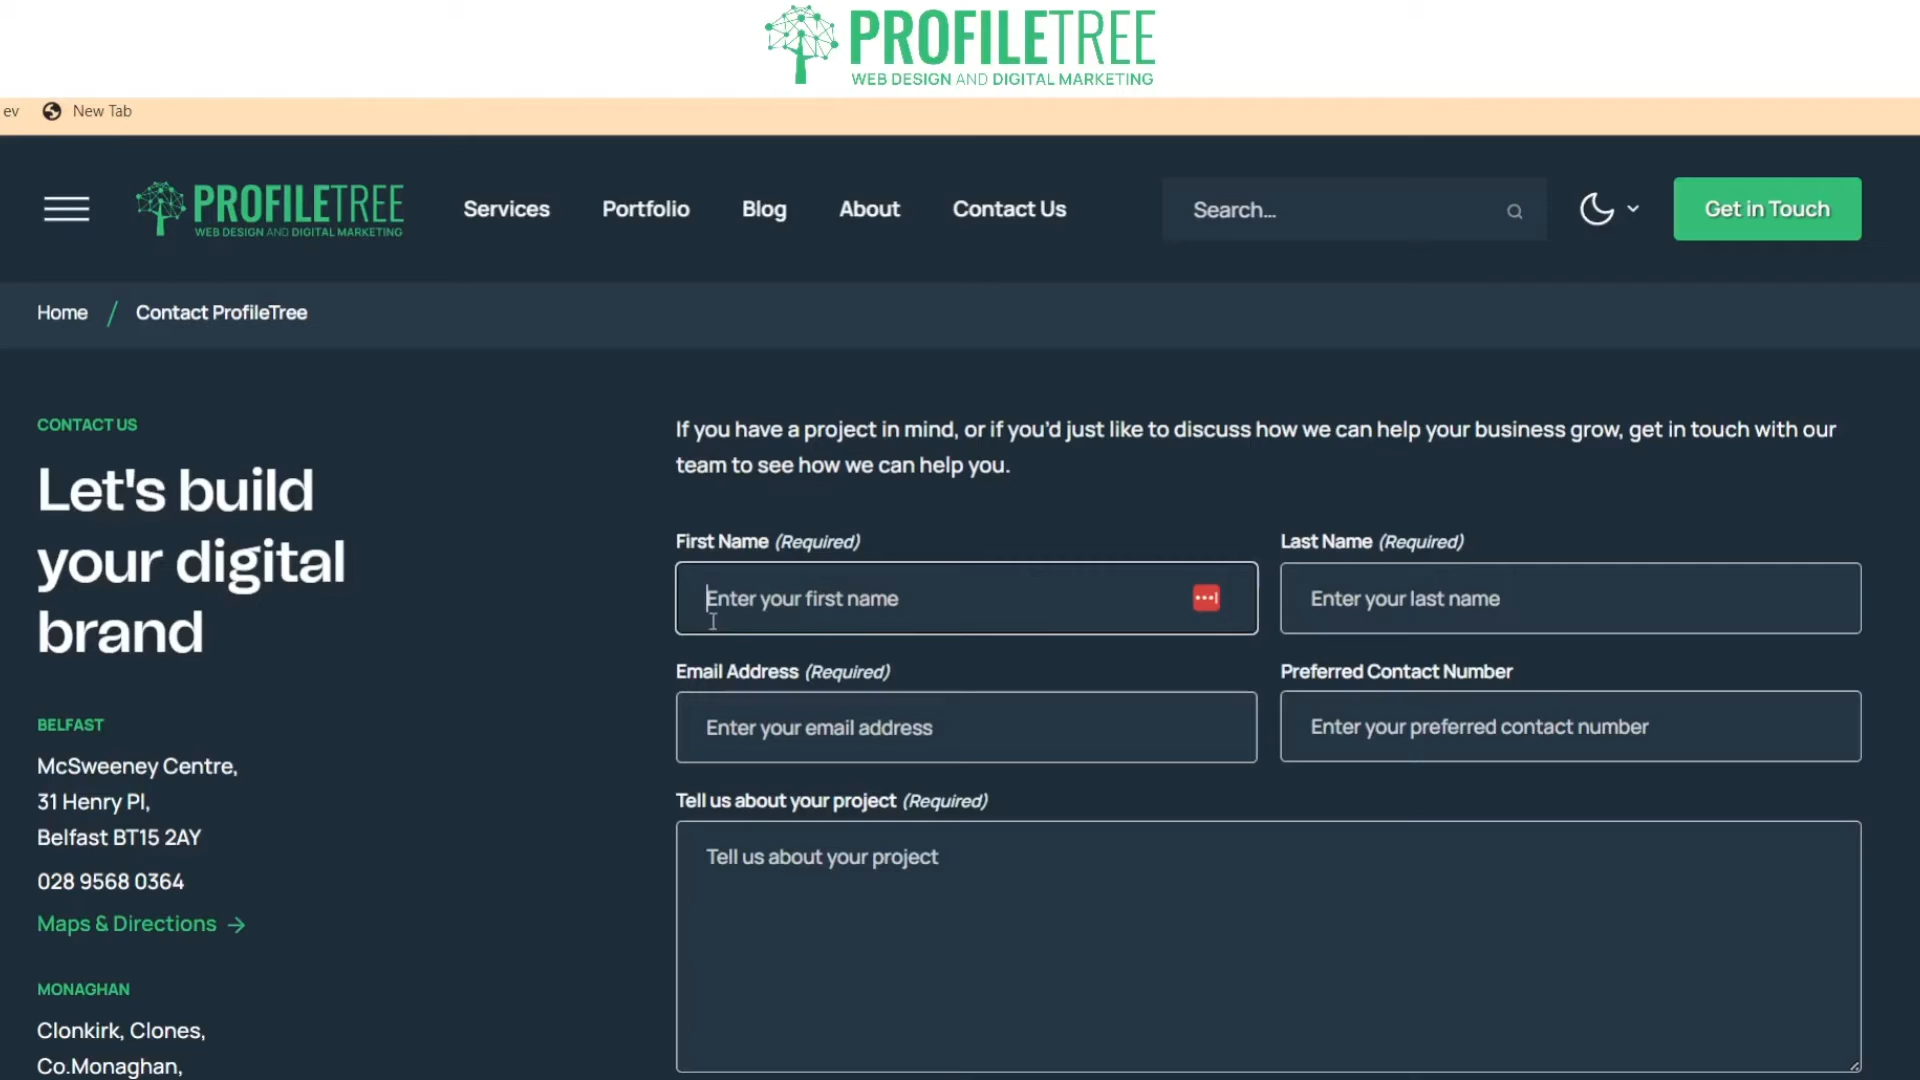 PROFILETREE
WEB DESIGN AND DIGITAL MARKETING
ev New Tab
PROFILETREE
WEB DESIGN AND DIGITAL MARKETING
Services Portfolio Blog About Contact Us Search... Get in Touch
Home / Contact ProfileTree
CONTACT US
Let's build
your digital
brand
BELFAST
McSweeney Centre,
31 Henry Pl,
Belfast BT15 2AY
028 9568 0364
Maps & Directions →
MONAGHAN
Clonkirk, Clones,
Co.Monaghan,
If you have a project in mind, or if you'd just like to discuss how we can help your business grow, get in touch with our
team to see how we can help you.
First Name (Required) Last Name (Required)
Enter your first name Enter your last name
Email Address (Required) Preferred Contact Number
Enter your email address Enter your preferred contact number
Tell us about your project (Required)
Tell us about your project